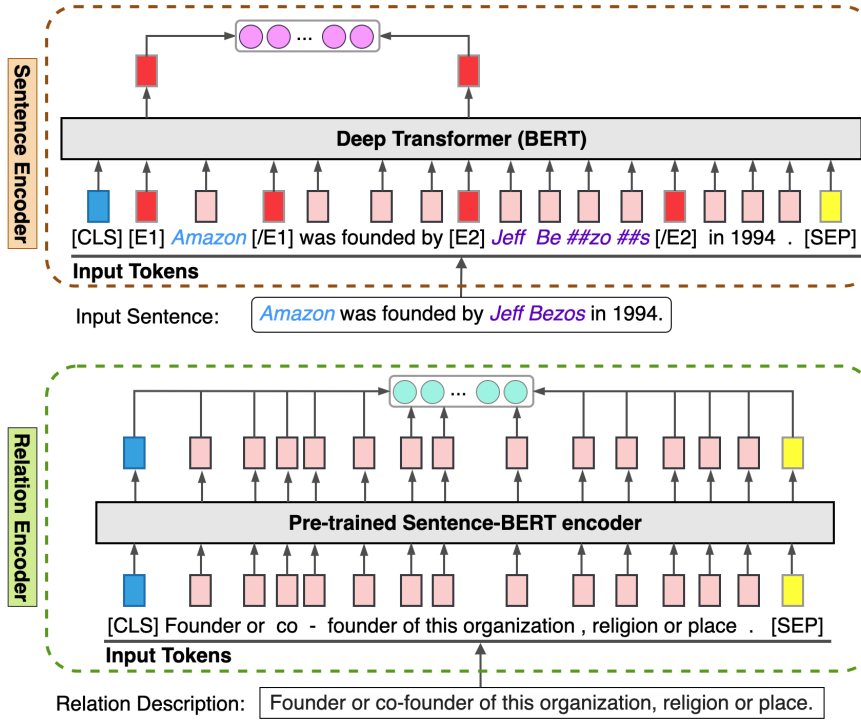 Sentence Encoder
...
Deep Transformer (BERT)
[CLS] [E1] Amazon [/E1] was founded by [E2] Jeff Be ##zo ##s [/E2] in 1994 . [SEP]
Input Tokens
Input Sentence:
Amazon was founded by Jeff Bezos in 1994.
Relation Encoder
...
Pre-trained Sentence-BERT encoder
[CLS] Founder or co - founder of this organization , religion or place . [SEP]
Input Tokens
Relation Description:
Founder or co-founder of this organization, religion or place.